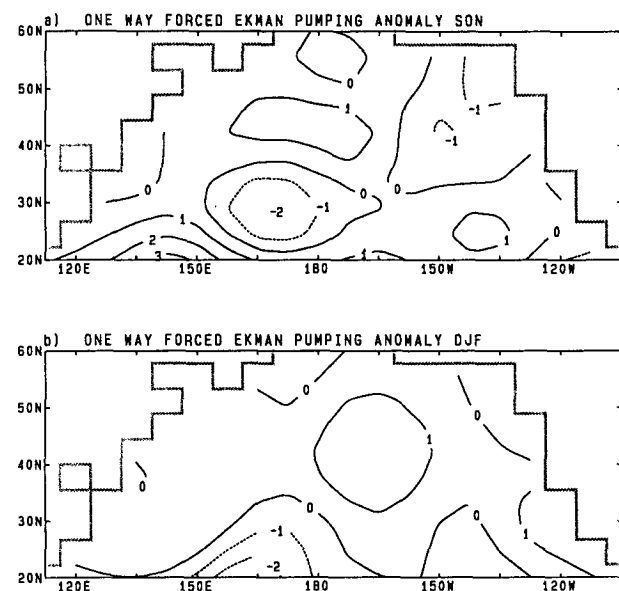 a) ONE WAY FORCED EKMAN PUMPING ANOMALY SON
60N
0
1
50N
-1
1
-1
40N
0
0
0
30N
-2
-1
1
2
1
0
3
1
20N
120E 150E 180 150W 120W
b) ONE WAY FORCED EKMAN PUMPING ANOMALY DJF
60N
0
0
50N
1
40N
0
30N
0
0
1
-1
-2
20N
120E 150E 180 150W 120W